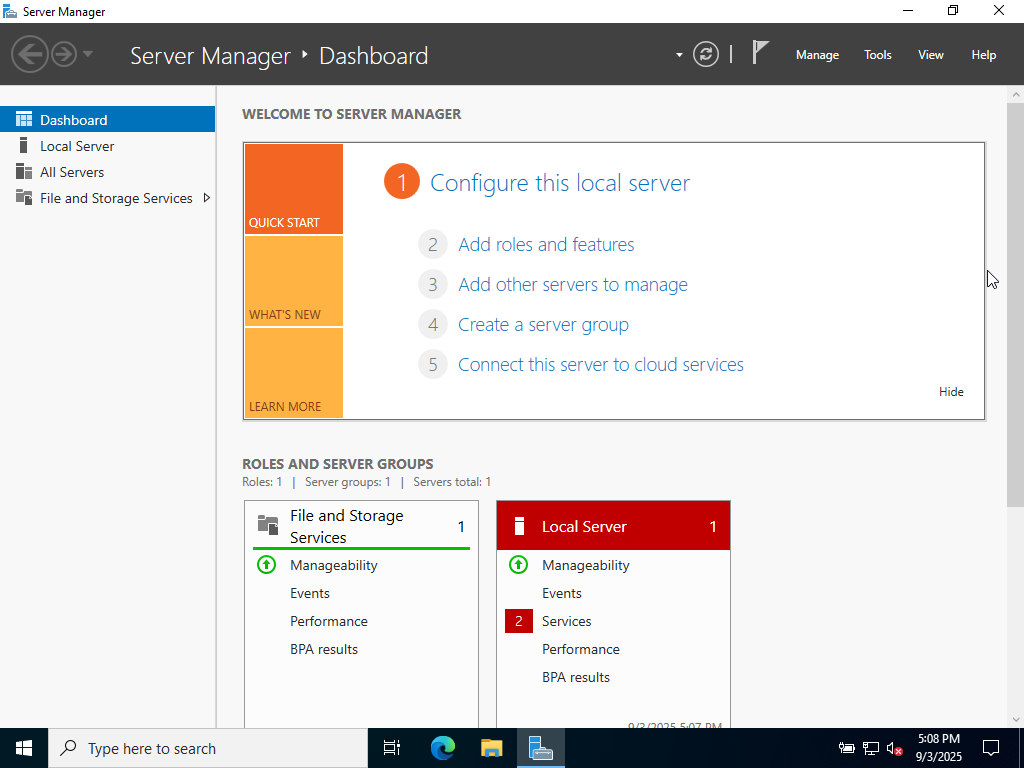 Server Manager
Server Manager ‣ Dashboard
Manage
Tools
View
Help
Dashboard
Local Server
All Servers
File and Storage Services
WELCOME TO SERVER MANAGER
QUICK START
WHAT'S NEW
LEARN MORE
1 Configure this local server
2 Add roles and features
3 Add other servers to manage
4 Create a server group
5 Connect this server to cloud services
Hide
ROLES AND SERVER GROUPS
Roles: 1 | Server groups: 1 | Servers total: 1
File and Storage
Services
1
Manageability
Events
Performance
BPA results
Local Server 1
Manageability
Events
2 Services
Performance
BPA results
9/3/2025 5:07 PM
Type here to search
5:08 PM
9/3/2025